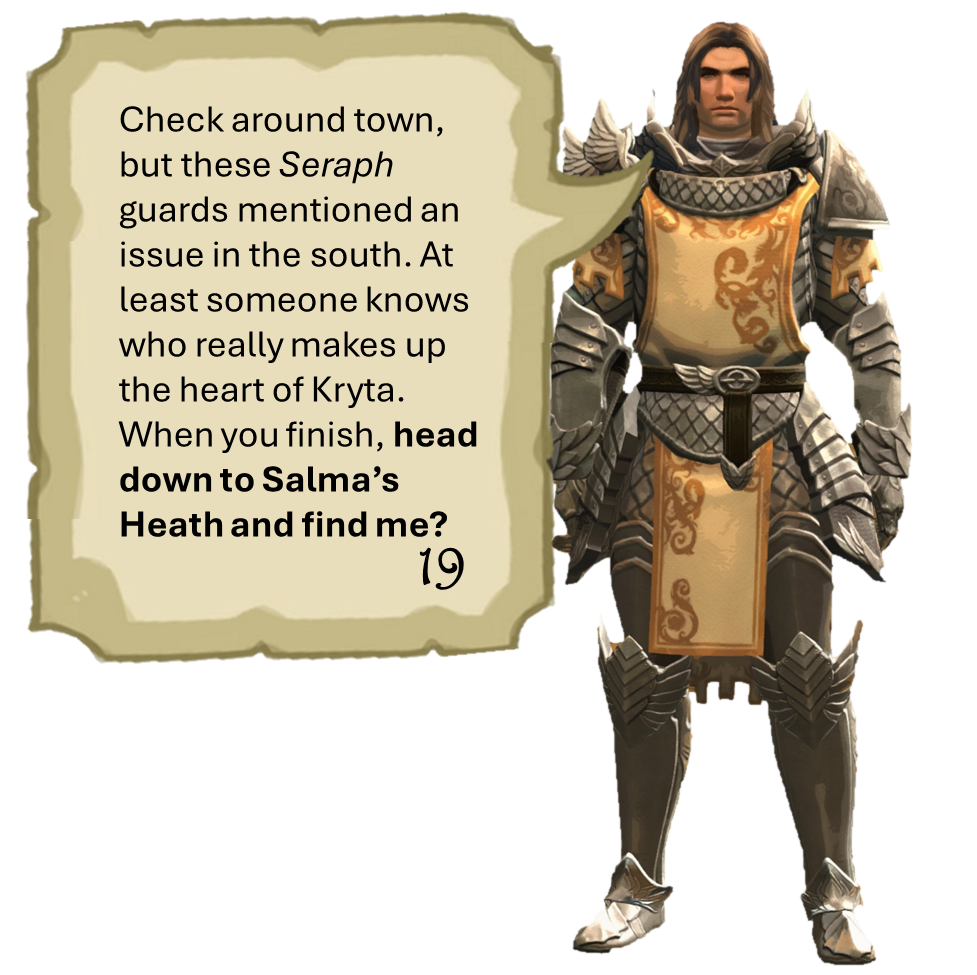 Check around town,
but these Seraph
guards mentioned an
issue in the south. At
least someone knows
who really makes up
the heart of Kryta.
When you finish, head
down to Salma’s
Heath and find me?
19